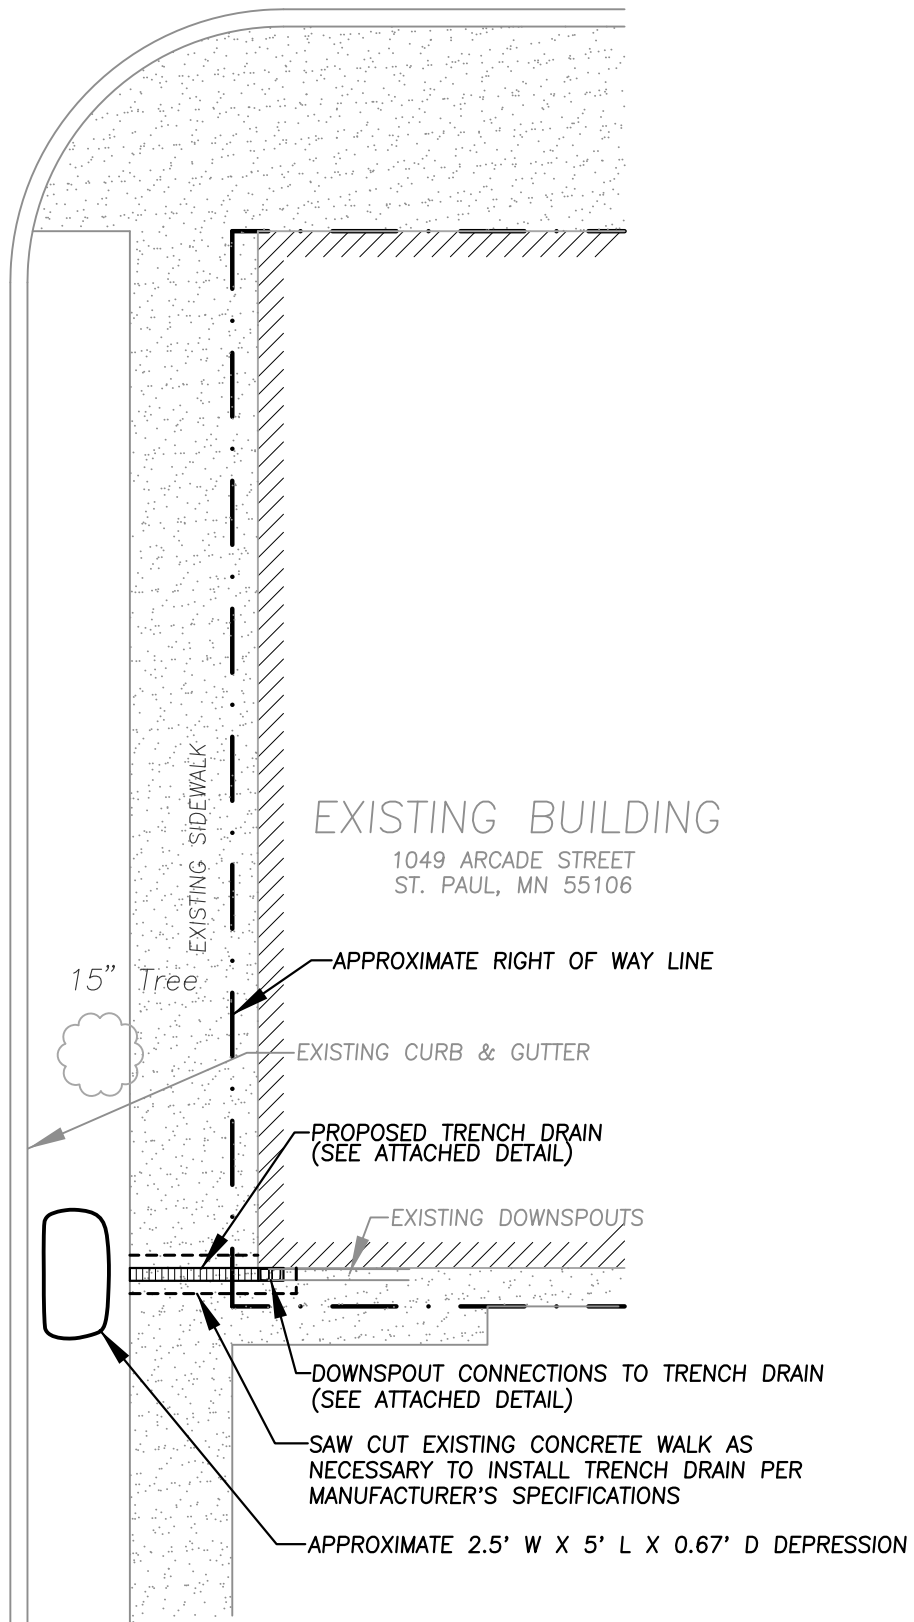 EXISTING SIDEWALK
EXISTING BUILDING
1049 ARCADE STREET
ST. PAUL, MN 55106
APPROXIMATE RIGHT OF WAY LINE
15" Tree
EXISTING CURB & GUTTER
PROPOSED TRENCH DRAIN
(SEE ATTACHED DETAIL)
EXISTING DOWNSPOUTS
DOWNSPOUT CONNECTIONS TO TRENCH DRAIN
(SEE ATTACHED DETAIL)
SAW CUT EXISTING CONCRETE WALK AS
NECESSARY TO INSTALL TRENCH DRAIN PER
MANUFACTURER'S SPECIFICATIONS
APPROXIMATE 2.5' W X 5' L X 0.67' D DEPRESSION